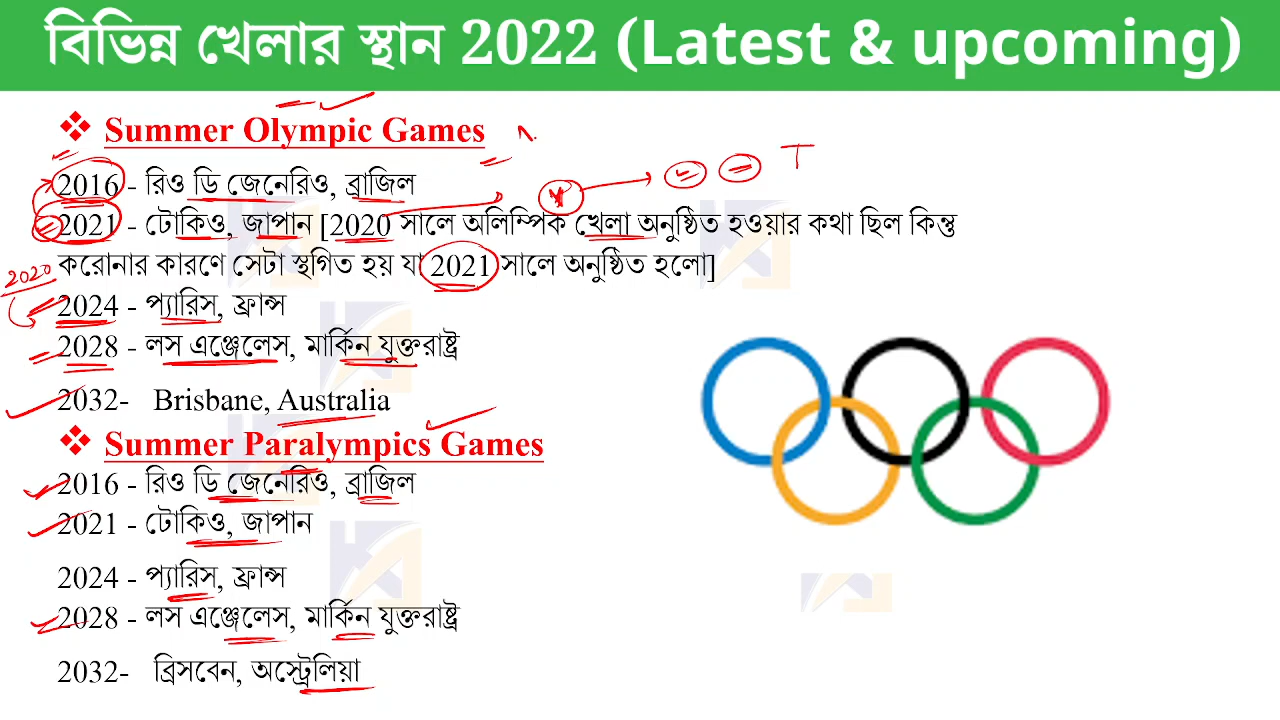 বিভিন্ন খেলার স্থান 2022 (Latest & upcoming)
❖ Summer Olympic Games
2016 - রিও ডি জেনেরিও, ব্রাজিল
2021 - টোকিও, জাপান [2020 সালে অলিম্পিক খেলা অনুষ্ঠিত হওয়ার কথা ছিল কিন্তু
করোনার কারণে সেটা স্থগিত হয় যা 2021 সালে অনুষ্ঠিত হলো]
2020
2024 - প্যারিস, ফ্রান্স
2028 - লস এঞ্জেলেস, মার্কিন যুক্তরাষ্ট্র
2032- Brisbane, Australia
❖ Summer Paralympics Games
2016 - রিও ডি জেনেরিও, ব্রাজিল
2021 - টোকিও, জাপান
2024 - প্যারিস, ফ্রান্স
2028 - লস এঞ্জেলেস, মার্কিন যুক্তরাষ্ট্র
2032- ব্রিসবেন, অস্ট্রেলিয়া